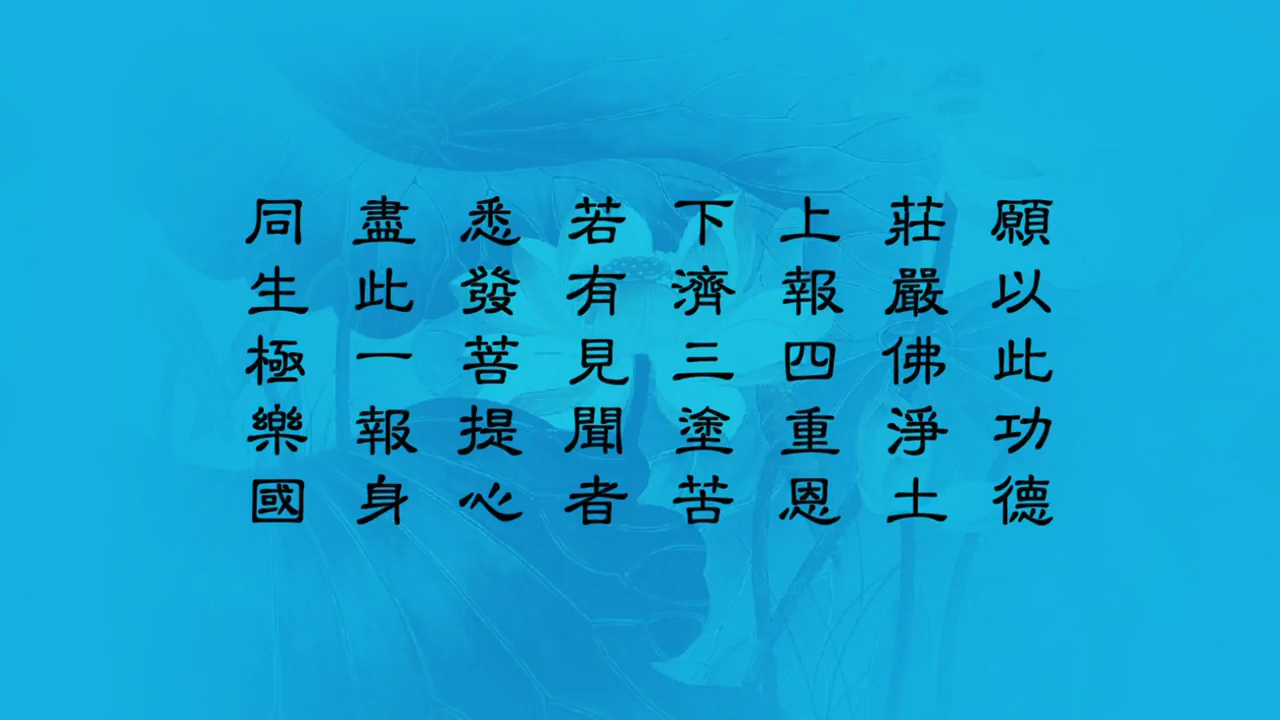 願以此功德
莊嚴佛淨土
上報四重恩
下濟三塗苦
若有見聞者
悉發菩提心
盡此一報身
同生極樂國